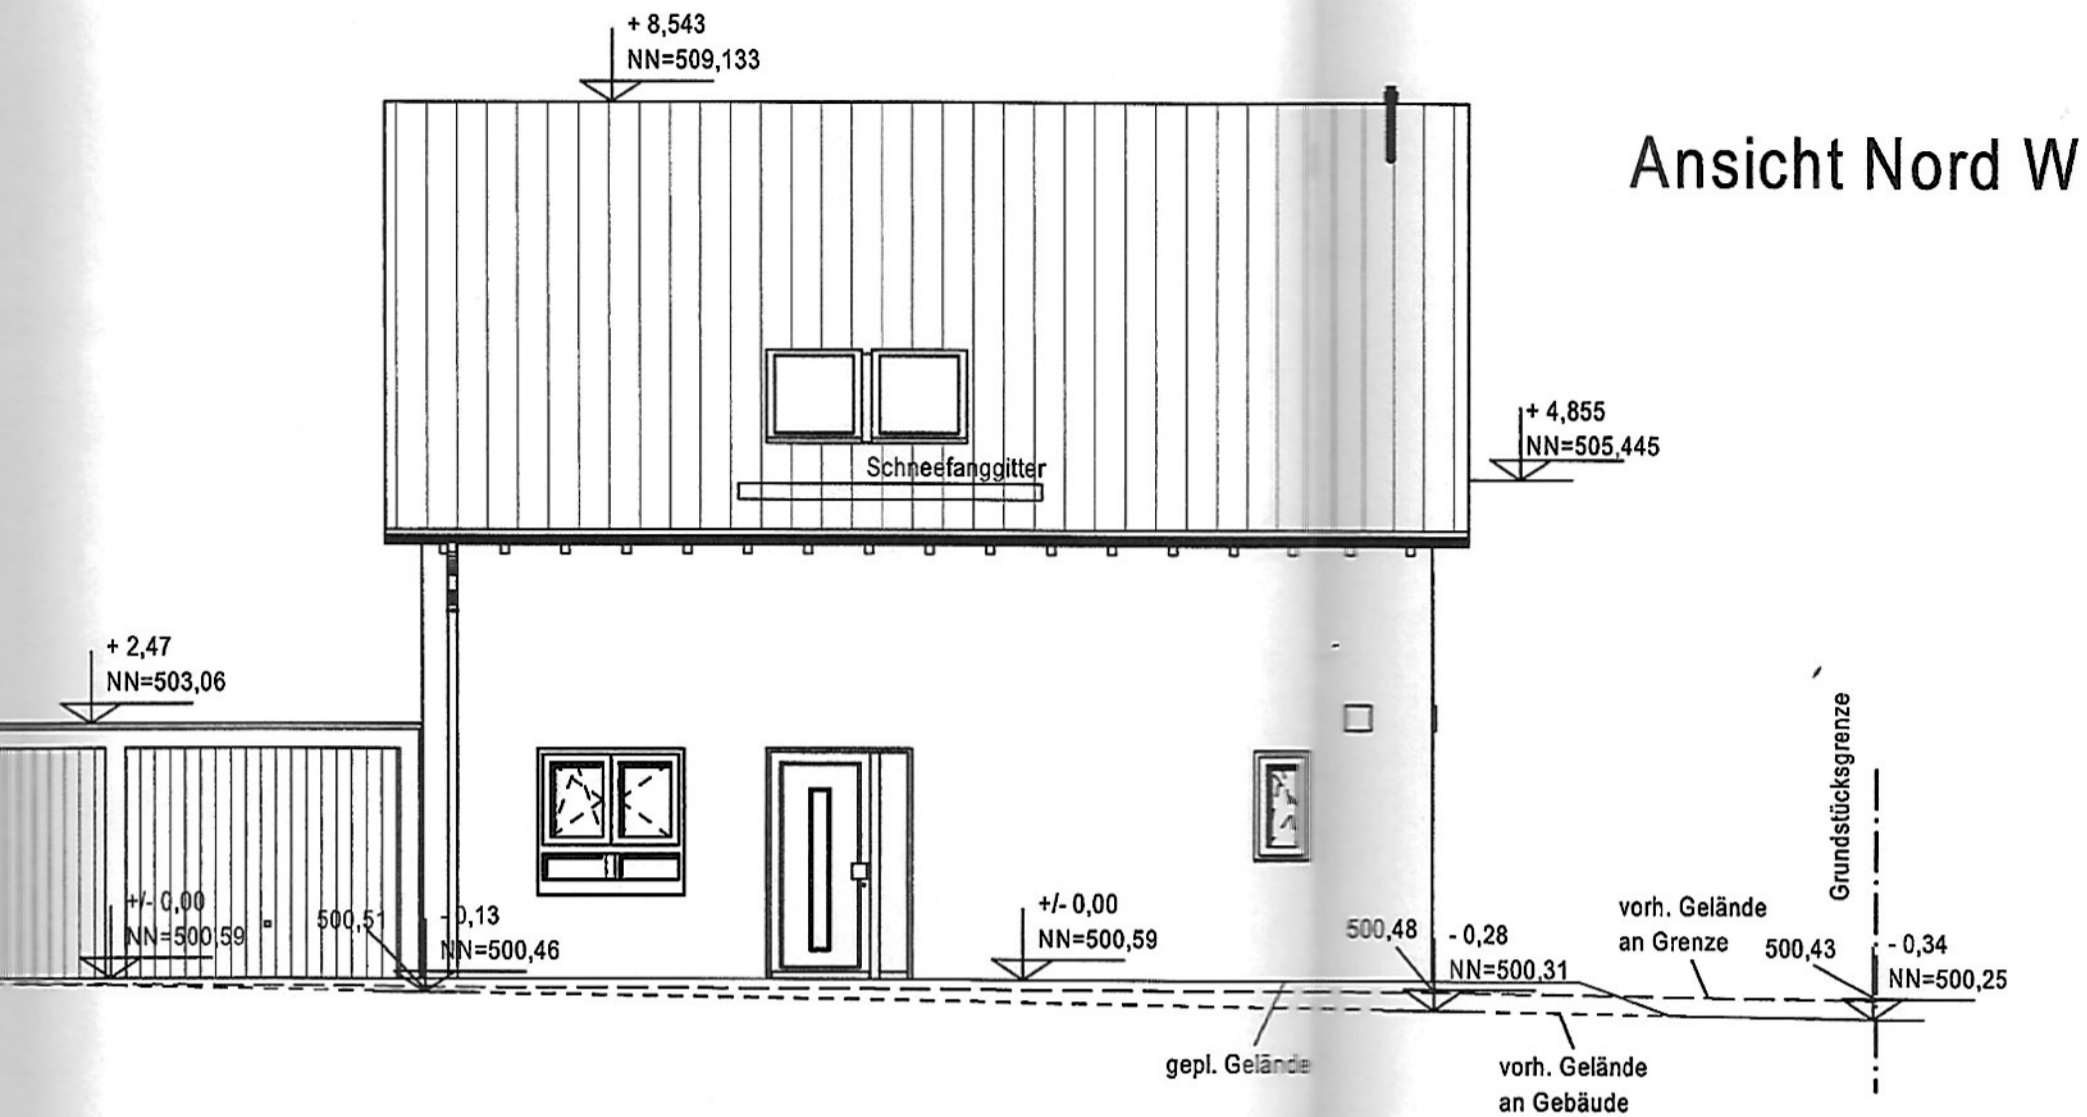 + 8,543
NN=509,133
Ansicht Nord W
+ 4,855
NN=505,445
Schneefanggitter
+ 2,47
NN=503,06
Grundstücksgrenze
+/- 0,00
NN=500,59
500,51
- 0,13
NN=500,46
+/- 0,00
NN=500,59
500,48
- 0,28
NN=500,31
vorh. Gelände
an Grenze
500,43
- 0,34
NN=500,25
gepl. Gelände
vorh. Gelände
an Gebäude